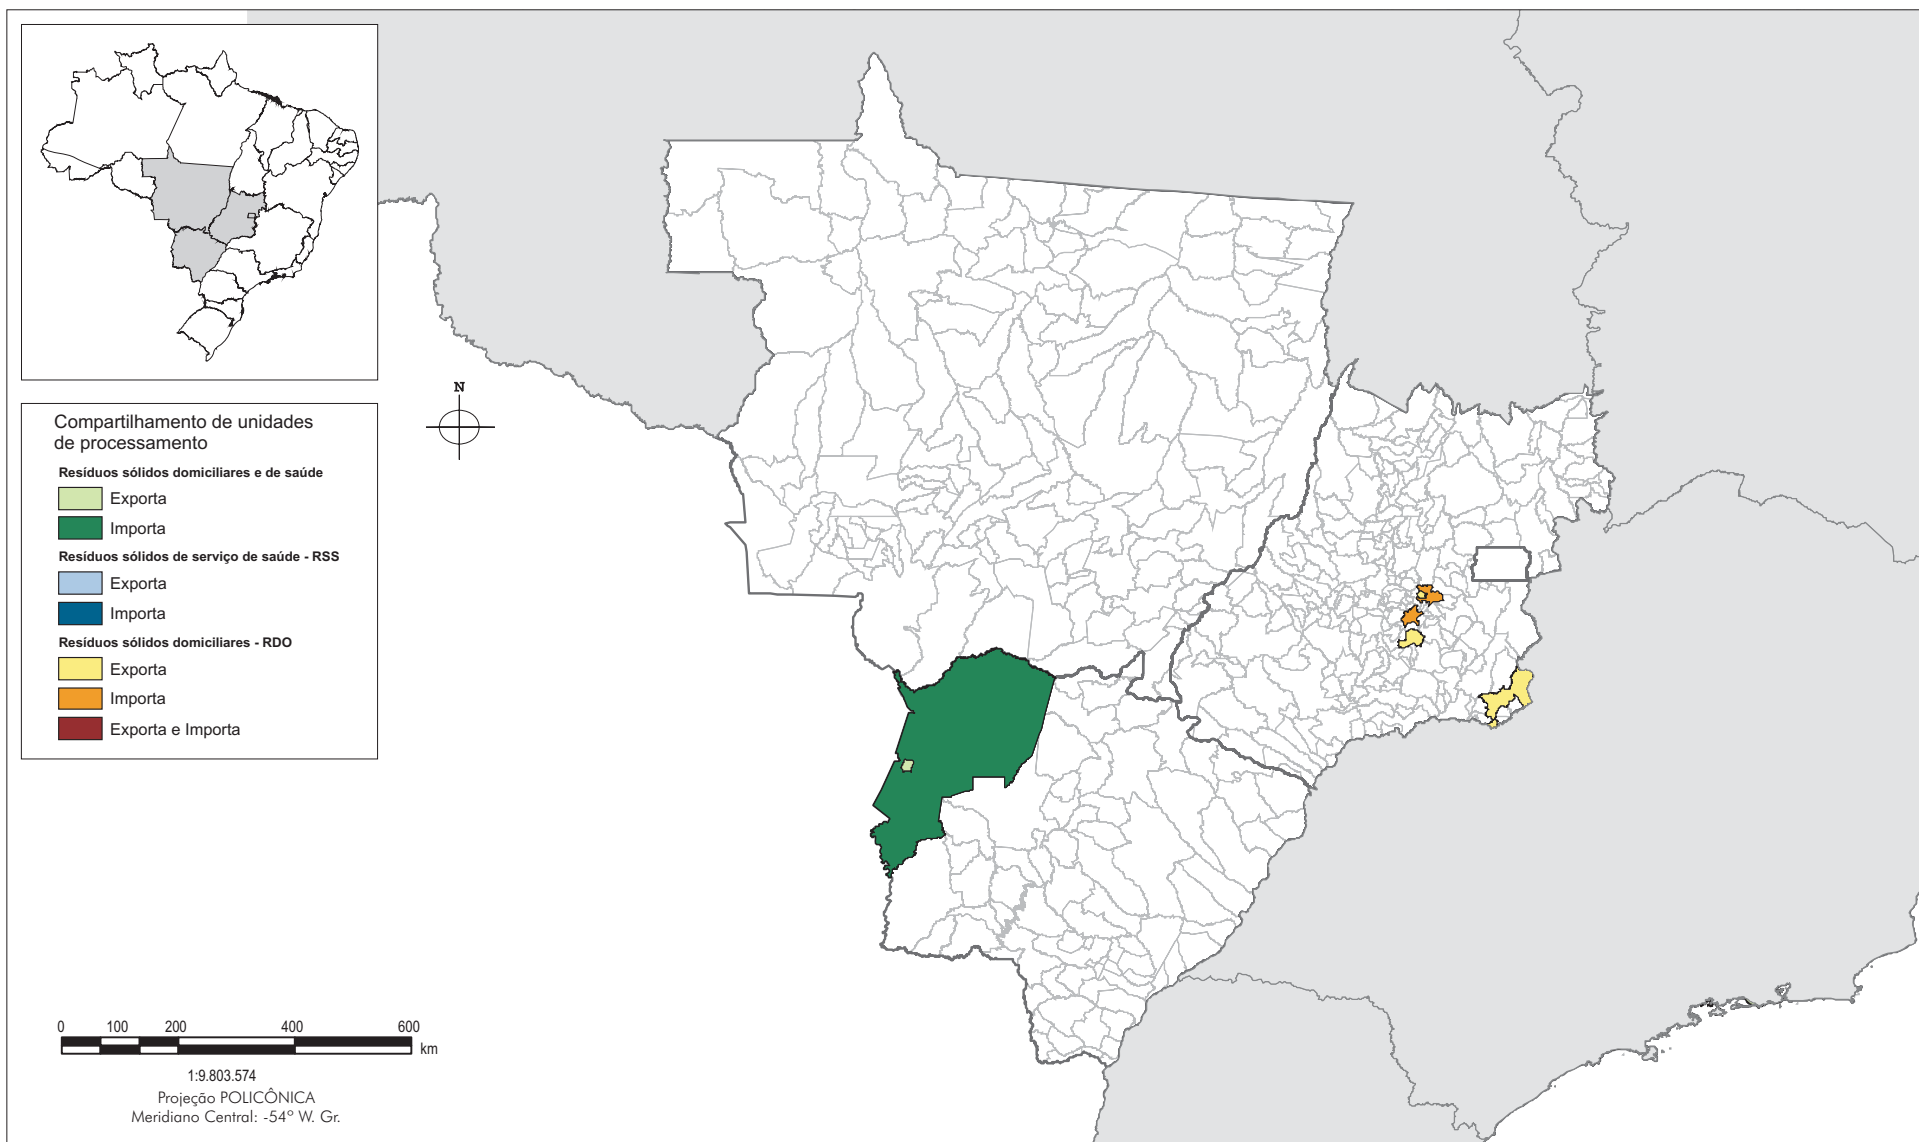 N
Compartilhamento de unidades
de processamento
Resíduos sólidos domiciliares e de saúde
Exporta
Importa
Resíduos sólidos de serviço de saúde - RSS
Exporta
Importa
Resíduos sólidos domiciliares - RDO
Exporta
Importa
Exporta e Importa
0 100 200 400 600
km
1:9.803.574
Projeção POLICÔNICA
Meridiano Central: -54º W. Gr.